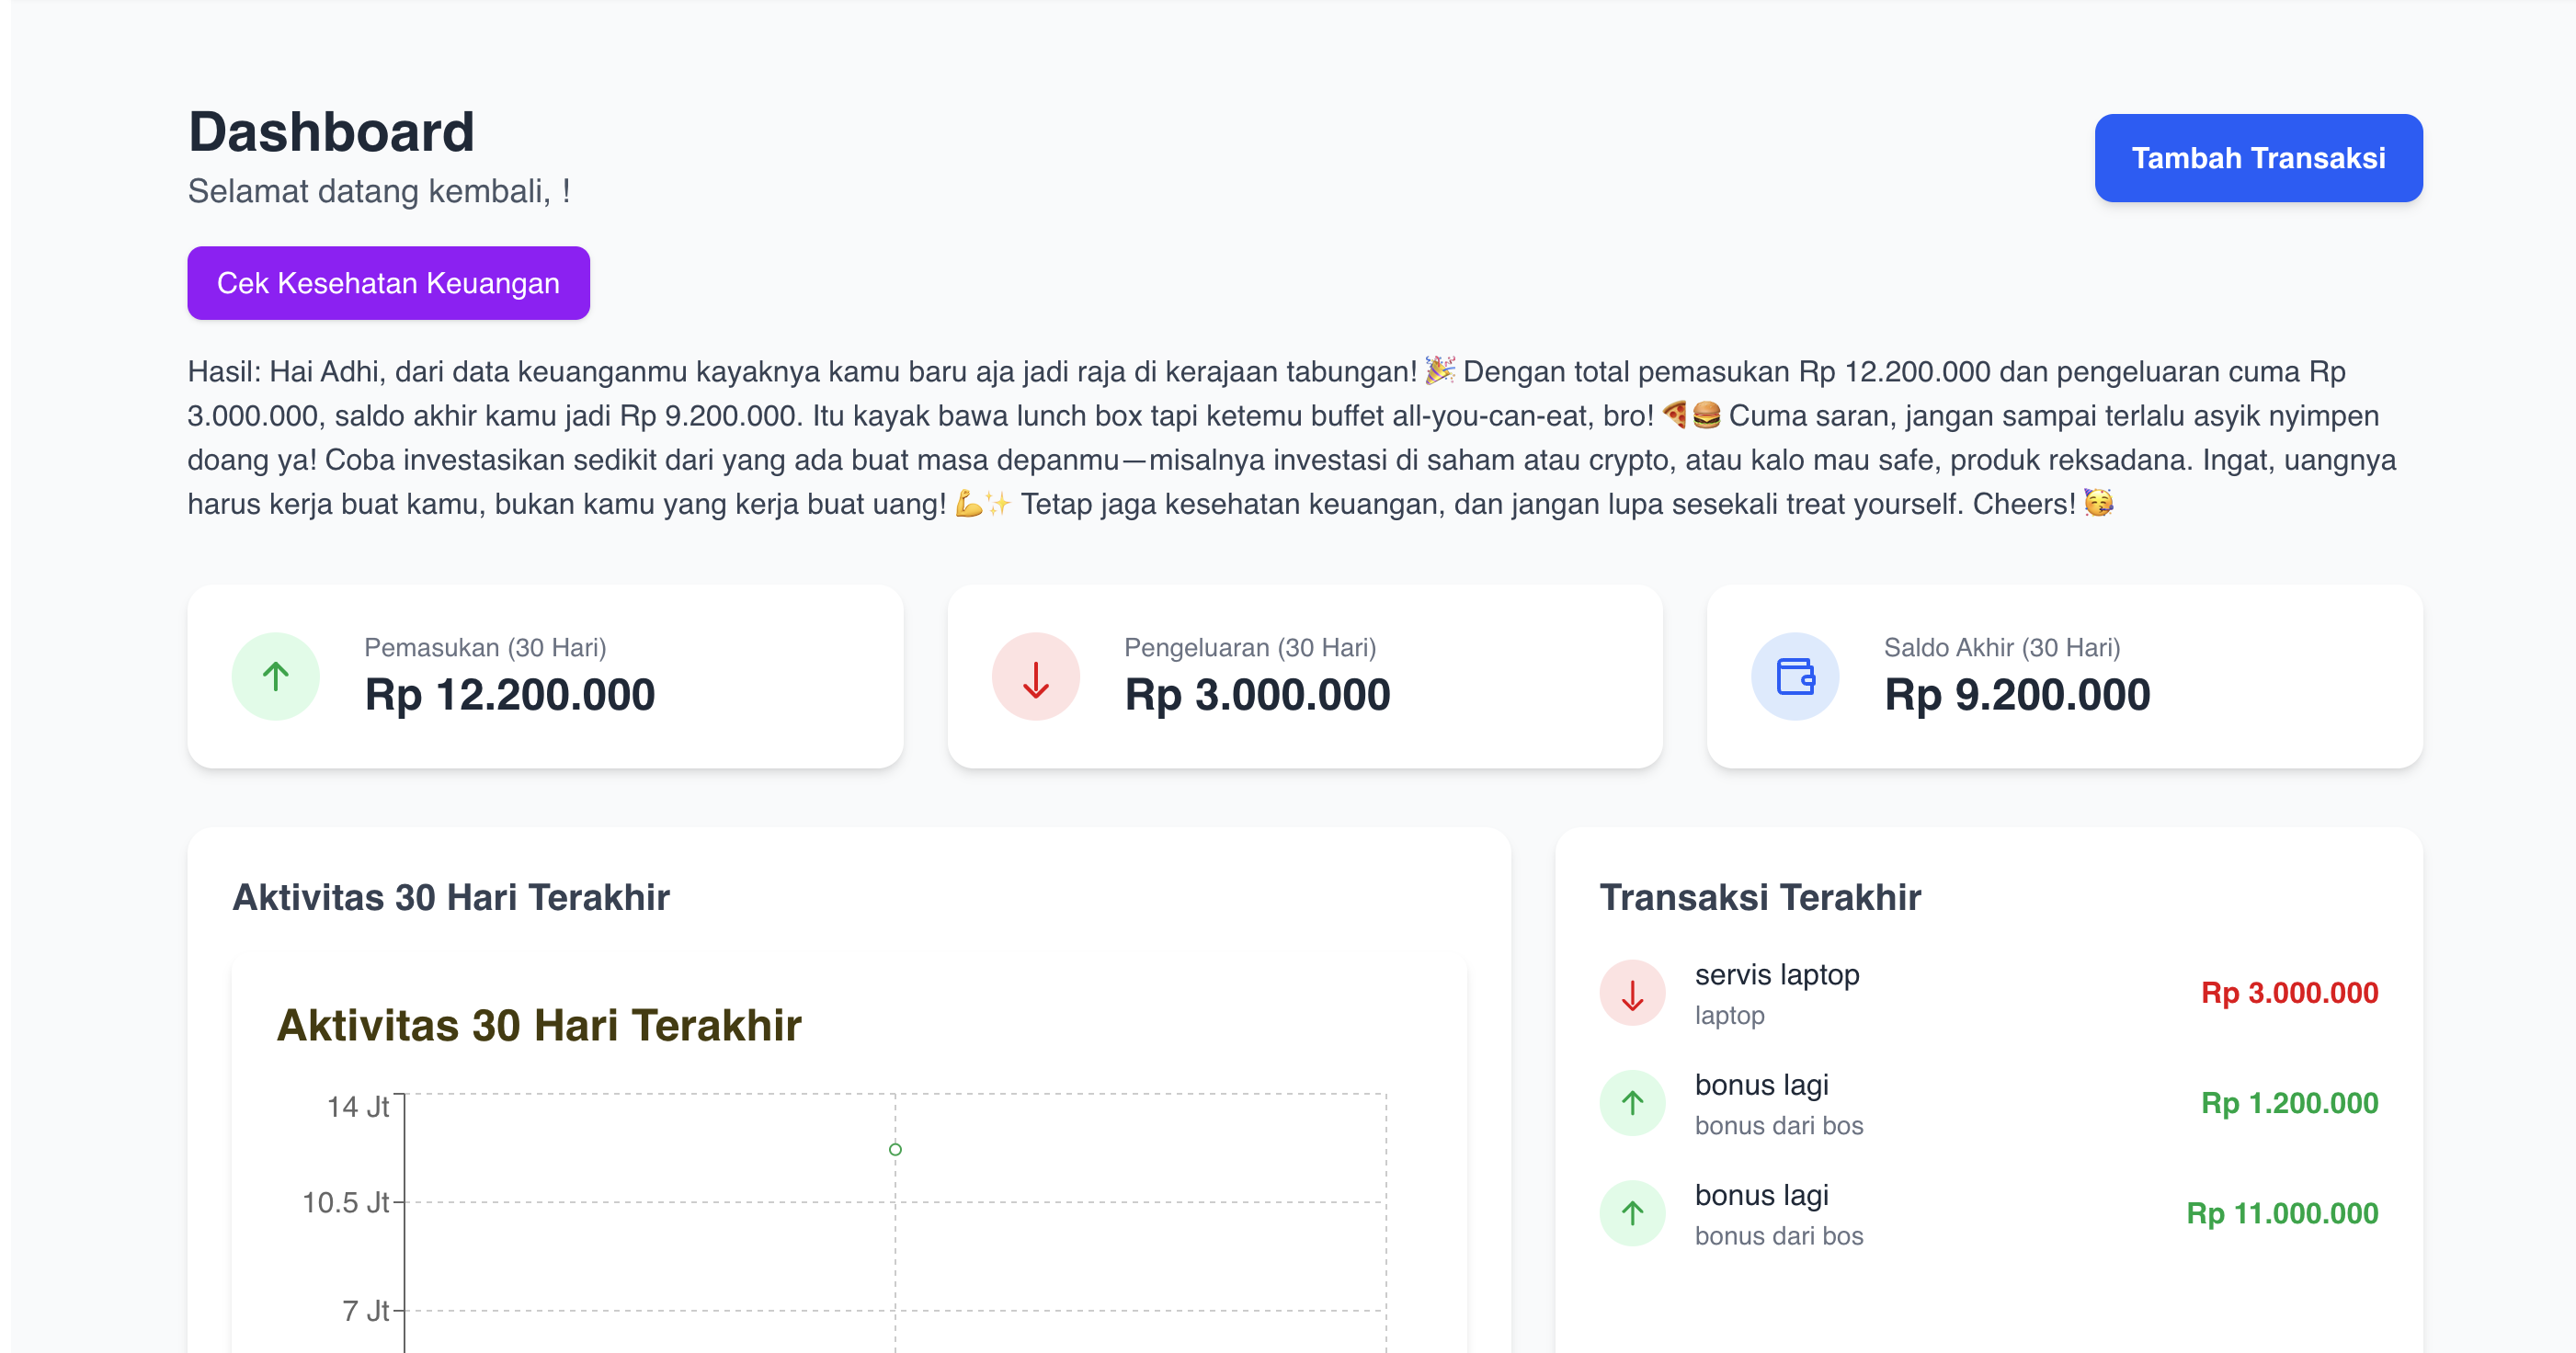 Dashboard
Tambah Transaksi
Selamat datang kembali, !
Cek Kesehatan Keuangan
Hasil: Hai Adhi, dari data keuanganmu kayaknya kamu baru aja jadi raja di kerajaan tabungan! 🎉 Dengan total pemasukan Rp 12.200.000 dan pengeluaran cuma Rp
3.000.000, saldo akhir kamu jadi Rp 9.200.000. Itu kayak bawa lunch box tapi ketemu buffet all-you-can-eat, bro! 🍕🍔 Cuma saran, jangan sampai terlalu asyik nyimpen
doang ya! Coba investasikan sedikit dari yang ada buat masa depanmu—misalnya investasi di saham atau crypto, atau kalo mau safe, produk reksadana. Ingat, uangnya
harus kerja buat kamu, bukan kamu yang kerja buat uang! 💪✨ Tetap jaga kesehatan keuangan, dan jangan lupa sesekali treat yourself. Cheers! 🥳
Pemasukan (30 Hari)
Rp 12.200.000
Pengeluaran (30 Hari)
Rp 3.000.000
Saldo Akhir (30 Hari)
Rp 9.200.000
Aktivitas 30 Hari Terakhir
Aktivitas 30 Hari Terakhir
14 Jt
10.5 Jt
7 Jt
Transaksi Terakhir
servis laptop
laptop
Rp 3.000.000
bonus lagi
bonus dari bos
Rp 1.200.000
bonus lagi
bonus dari bos
Rp 11.000.000